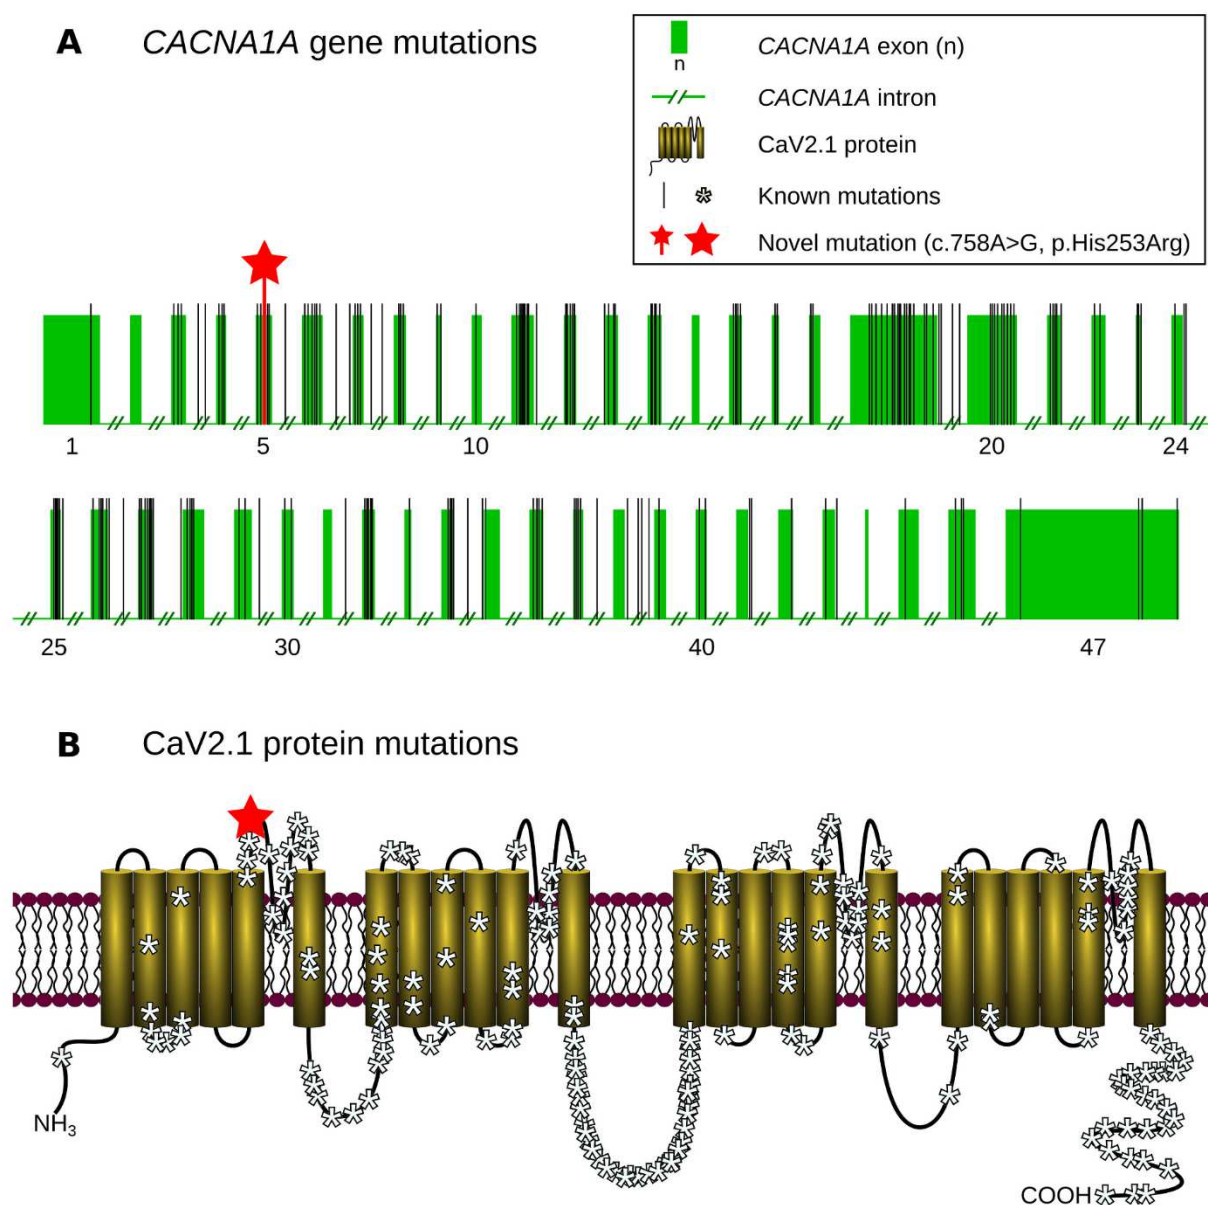 A CACNA1A gene mutations
CACNA1A exon (n)
n
CACNA1A intron
CaV2.1 protein
Known mutations
Novel mutation (c.758A>G, p.His253Arg)
1 5 10 20 24
25 30 40 47
B CaV2.1 protein mutations
NH3
COOH